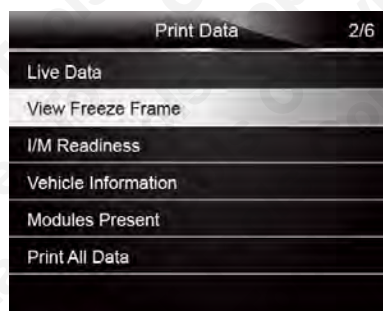 Print Data 2/6
Live Data
View Freeze Frame
I/M Readiness
Vehicle Information
Modules Present
Print All Data